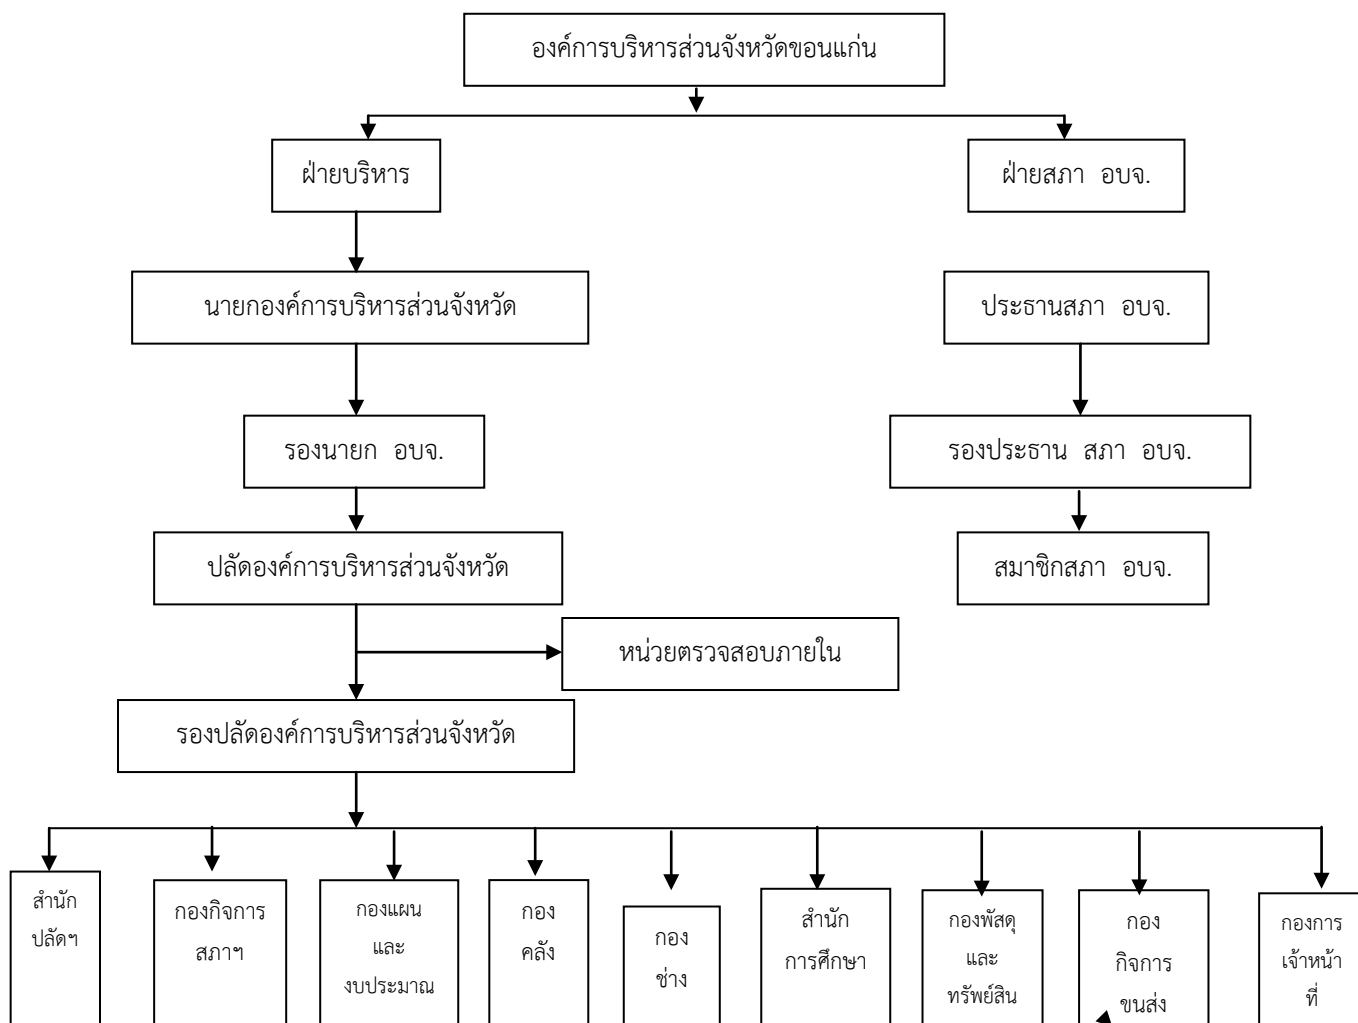 องค์การบริหารส่วนจังหวัดขอนแก่น
ฝ่ายบริหาร
ฝ่ายสภา อบจ.
นายกองค์การบริหารส่วนจังหวัด
ประธานสภา อบจ.
รองนายก อบจ.
รองประธาน สภา อบจ.
ปลัดองค์การบริหารส่วนจังหวัด
สมาชิกสภา อบจ.
หน่วยตรวจสอบภายใน
รองปลัดองค์การบริหารส่วนจังหวัด
สำนัก
ปลัดฯ
กองกิจการ
สภาฯ
กองแผน
และ
งบประมาณ
กอง
คลัง
กอง
ช่าง
สำนัก
การศึกษา
กองพัสดุ
และ
ทรัพย์สิน
กอง
กิจการ
ขนส่ง
กองการ
เจ้าหน้า
ที่